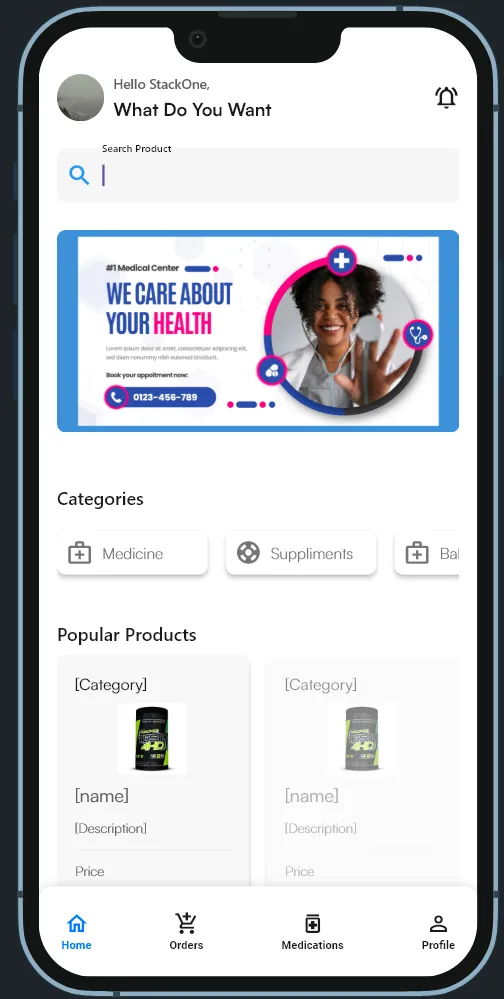 Hello StackOne,
What Do You Want
Search Product
#1 Medical Center
WE CARE ABOUT
YOUR HEALTH
Lorem ipsum dolor sit amet, consectetuer adipiscing elit,
sed diam nonummy nibh euismod tincidunt.
Book your appoitment now:
0123-456-789
Categories
Medicine
Suppliments
Popular Products
[Category]
[Category]
4HD
4HD
[name]
[name]
[Description]
[Description]
Price
Price
Home
Orders
Medications
Profile